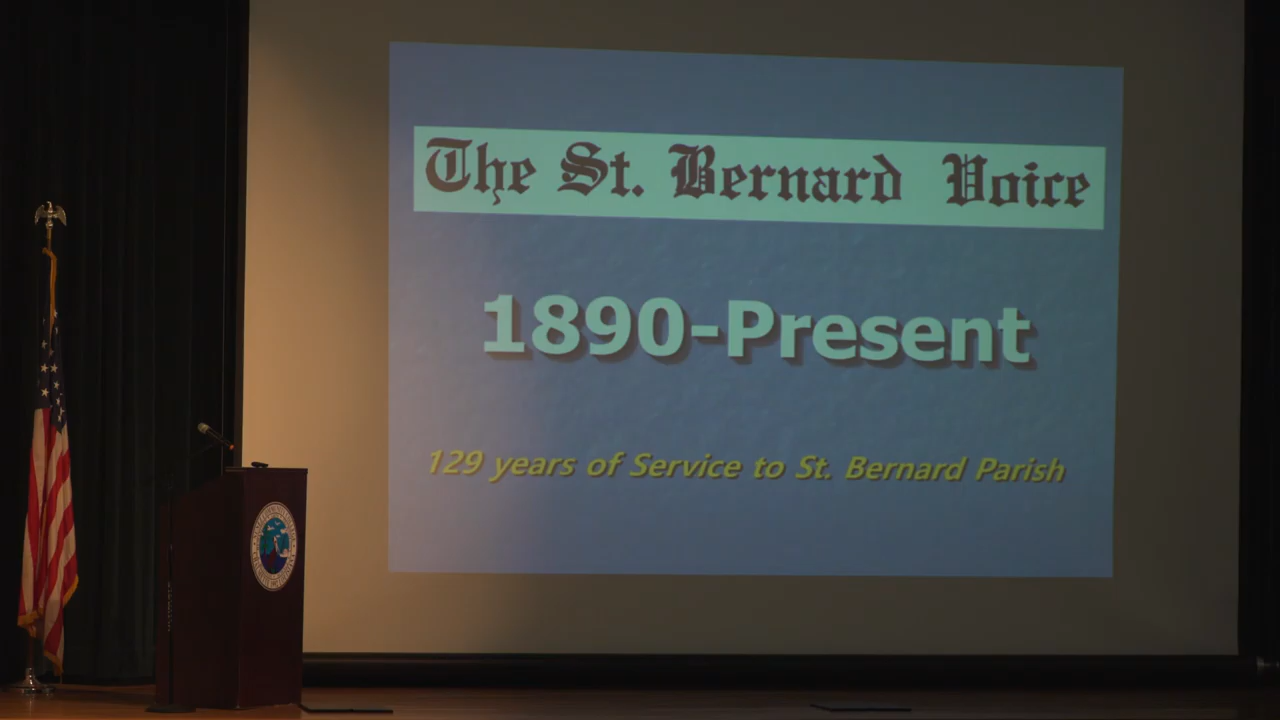 The St. Bernard Voice
1890-Present
129 years of Service to St. Bernard Parish